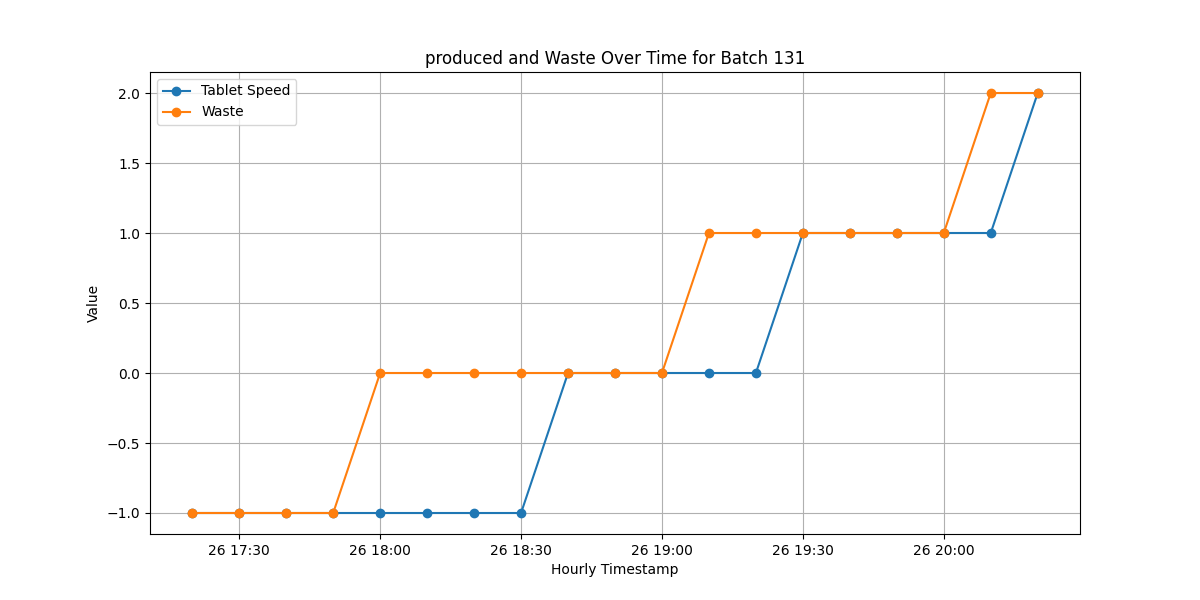 produced and Waste Over Time for Batch 131
Tablet Speed
Waste
2.0
1.5
1.0
0.5
0.0
−0.5
−1.0
Value
26 17:30 26 18:00 26 18:30 26 19:00 26 19:30 26 20:00
Hourly Timestamp